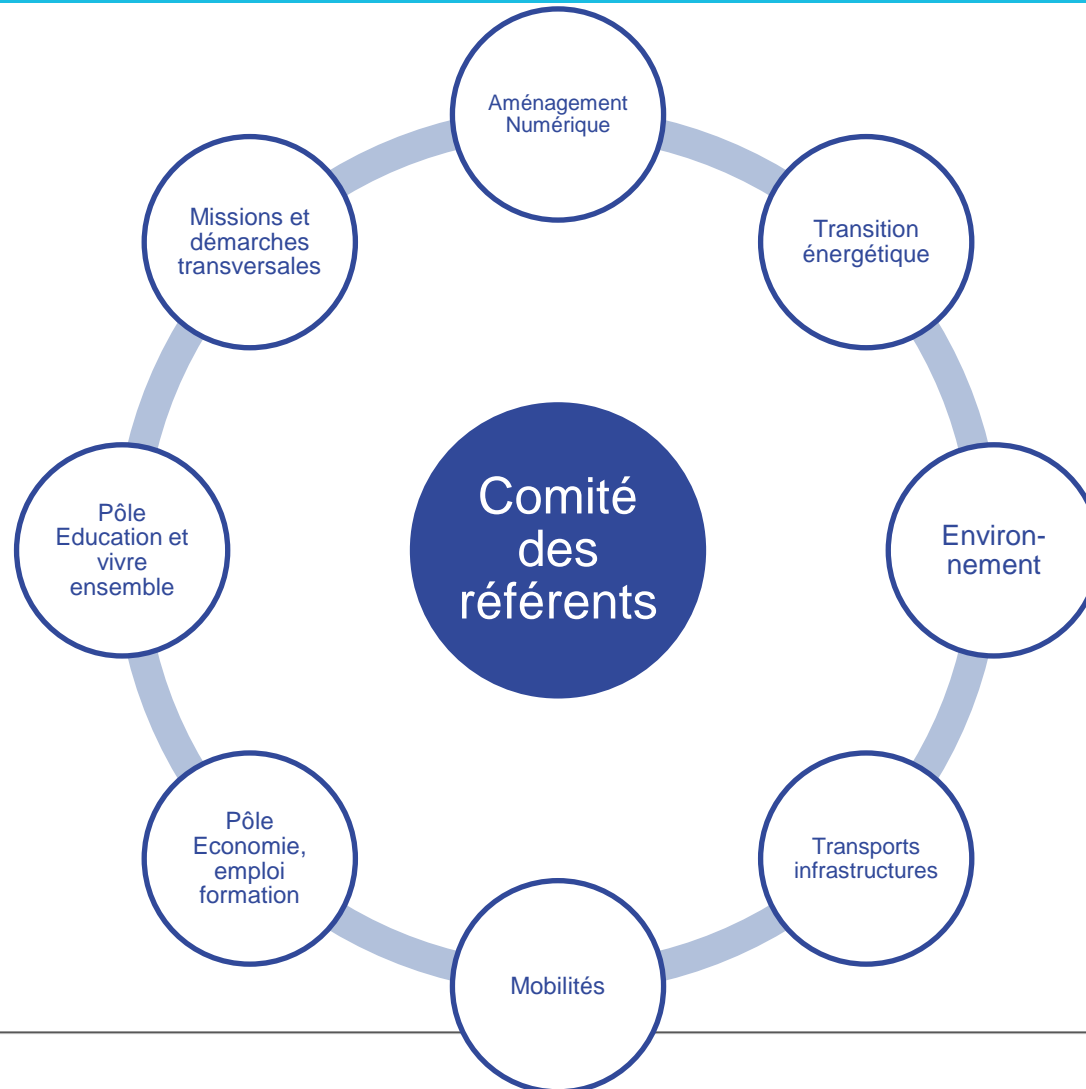 Aménagement
Numérique
Transition
énergétique
Environ-
nement
Transports
infrastructures
Mobilités
Pôle
Economie,
emploi
formation
Pôle
Education et
vivre
ensemble
Missions et
démarches
transversales
Comité
des
référents